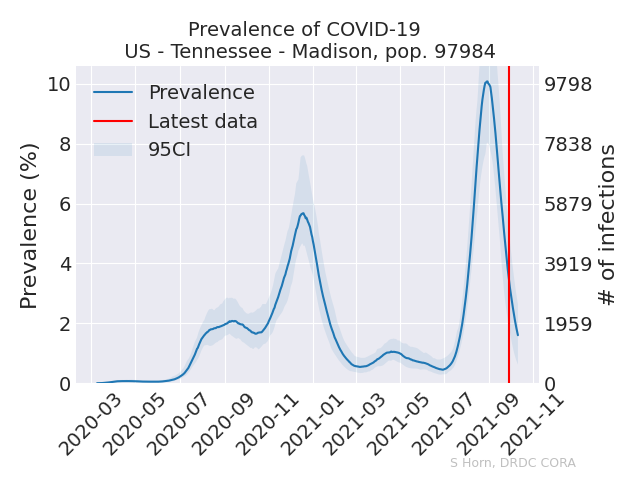 Prevalence of COVID-19
US - Tennessee - Madison, pop. 97984
Prevalence
Latest data
95CI
Prevalence (%)
10
8
6
4
2
0
9798
7838
5879
3919
1959
0
# of infections
2020-03
2020-05
2020-07
2020-09
2020-11
2021-01
2021-03
2021-05
2021-07
2021-09
2021-11
S Horn, DRDC CORA